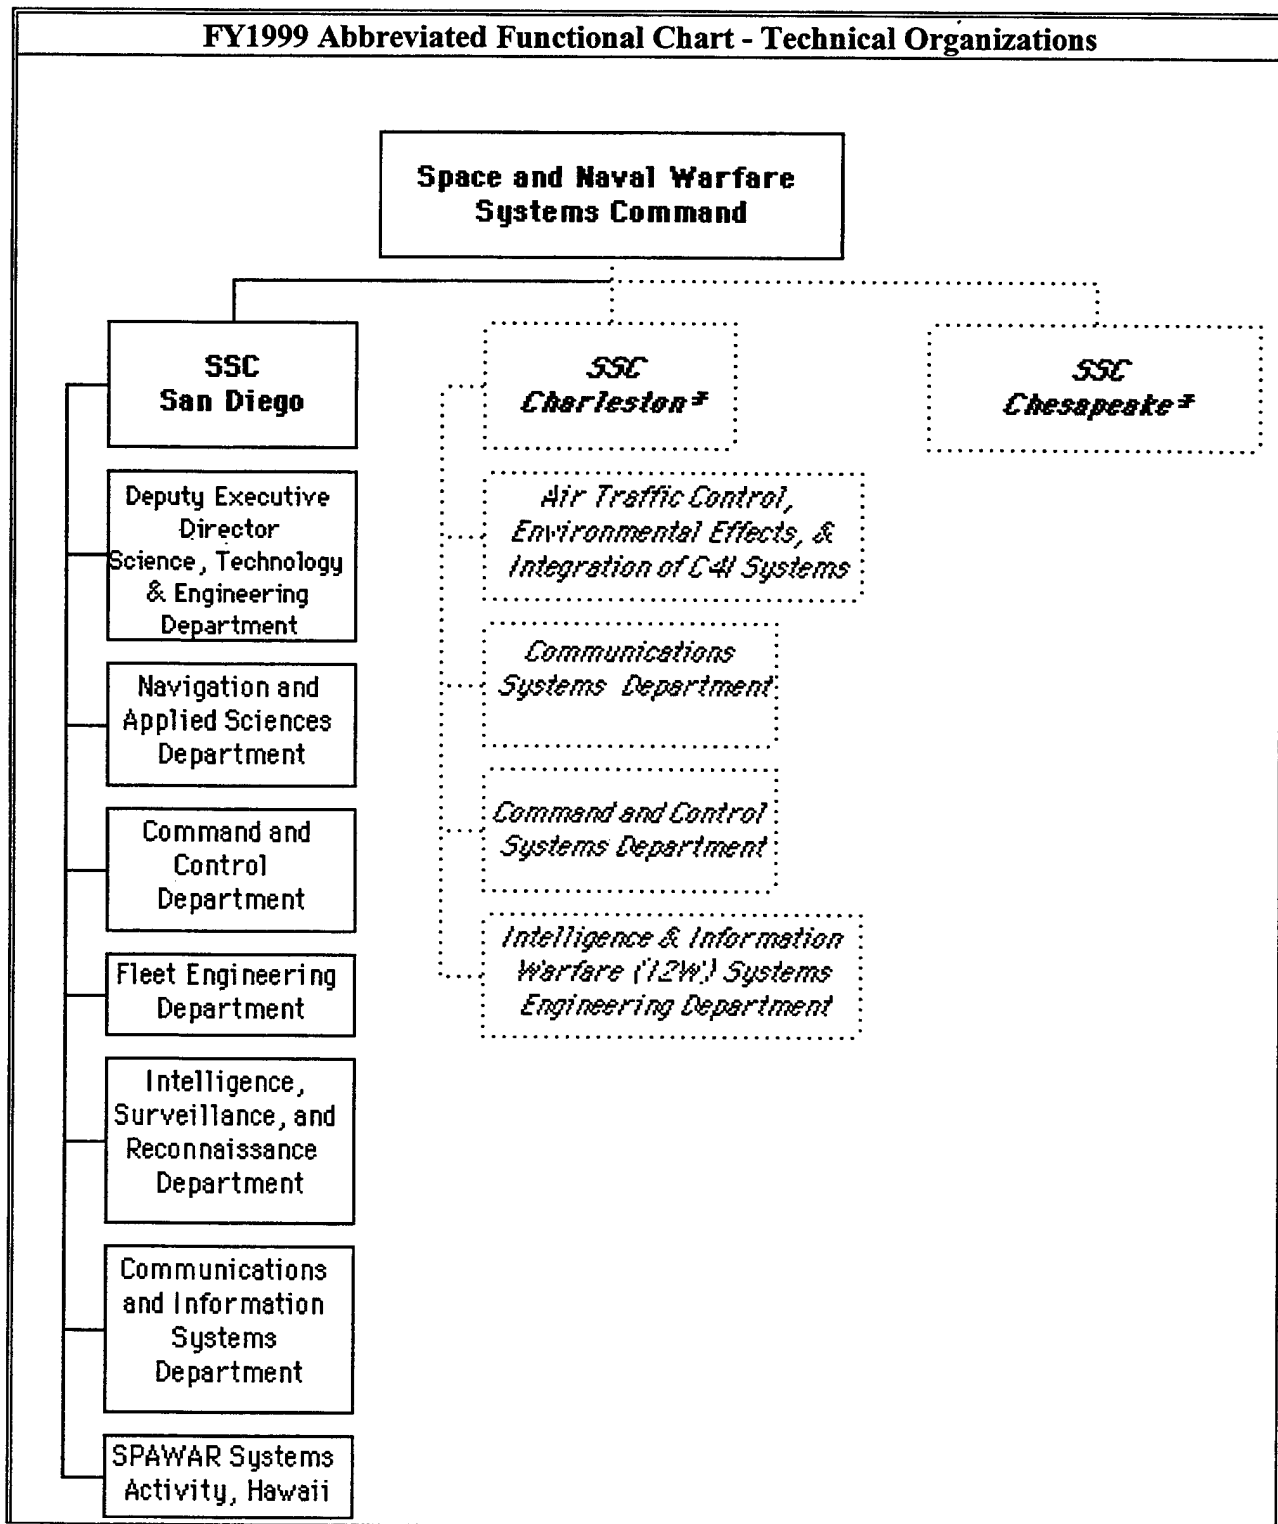 FY1999 Abbreviated Functional Chart - Technical Organizations
Space and Naval Warfare
Systems Command
SSC
San Diego
Deputy Executive
Director
Science, Technology
& Engineering
Department
Navigation and
Applied Sciences
Department
Command and
Control
Department
Fleet Engineering
Department
Intelligence,
Surveillance, and
Reconnaissance
Department
Communications
and Information
Systems
Department
SPAWAR Systems
Activity, Hawaii
SSC
Charleston*
Air Traffic Control,
Environmental Effects, &
Integration of C4I Systems
Communications
Systems Department
Command and Control
Systems Department
Intelligence & Information
Warfare (I2W) Systems
Engineering Department
SSC
Chesapeake*